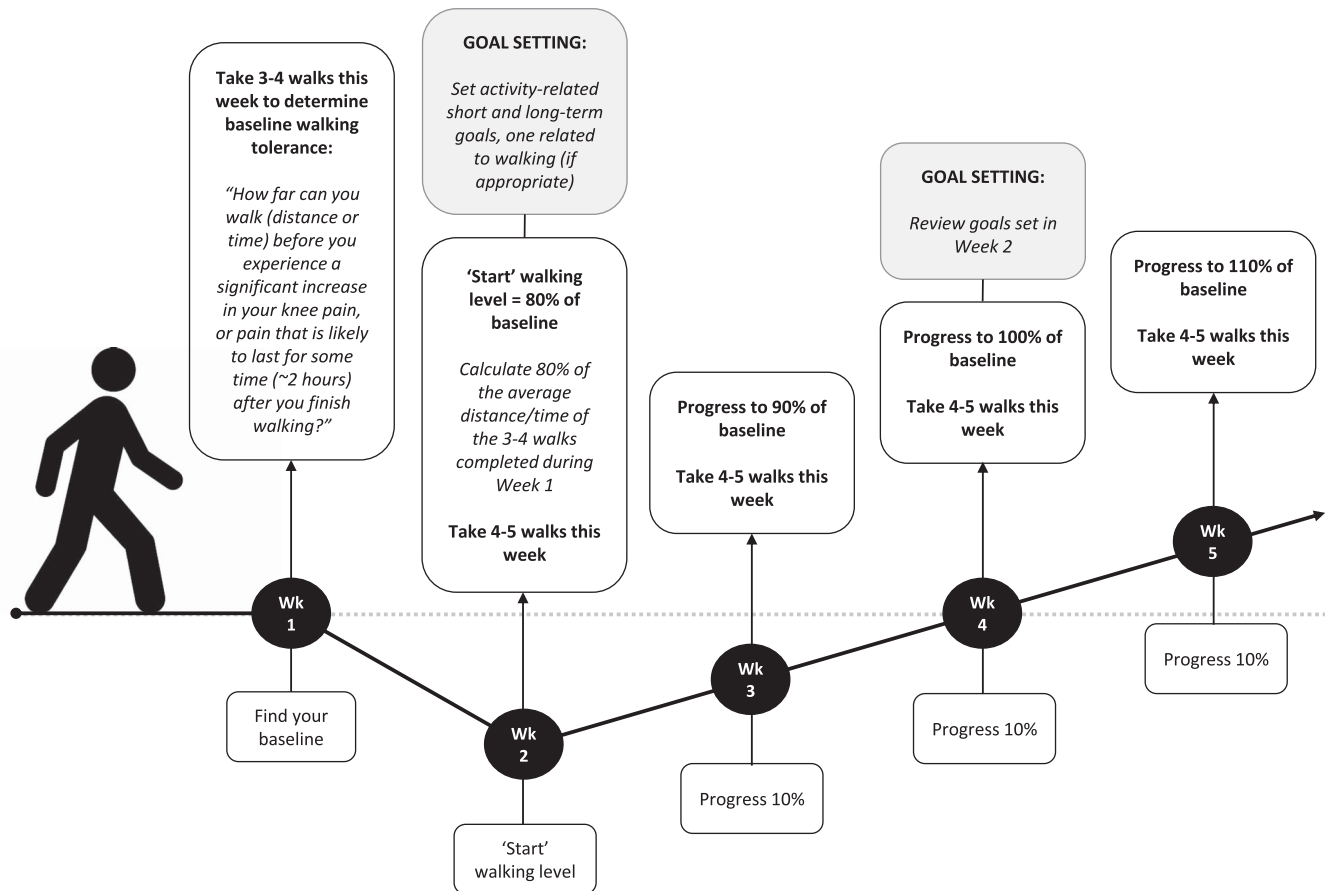 Take 3-4 walks this
week to determine
baseline walking
tolerance:
“How far can you
walk (distance or
time) before you
experience a
significant increase
in your knee pain,
or pain that is likely
to last for some
time (~2 hours)
after you finish
walking?”
Wk
1
Find your
baseline
GOAL SETTING:
Set activity-related
short and long-term
goals, one related
to walking (if
appropriate)
‘Start’ walking
level = 80% of
baseline
Calculate 80% of
the average
distance/time of
the 3-4 walks
completed during
Week 1
Take 4-5 walks this
week
Wk
2
‘Start’
walking level
Progress to 90% of
baseline
Take 4-5 walks this
week
Wk
3
Progress 10%
GOAL SETTING:
Review goals set in
Week 2
Progress to 100% of
baseline
Take 4-5 walks this
week
Wk
4
Progress 10%
Progress to 110% of
baseline
Take 4-5 walks this
week
Wk
5
Progress 10%